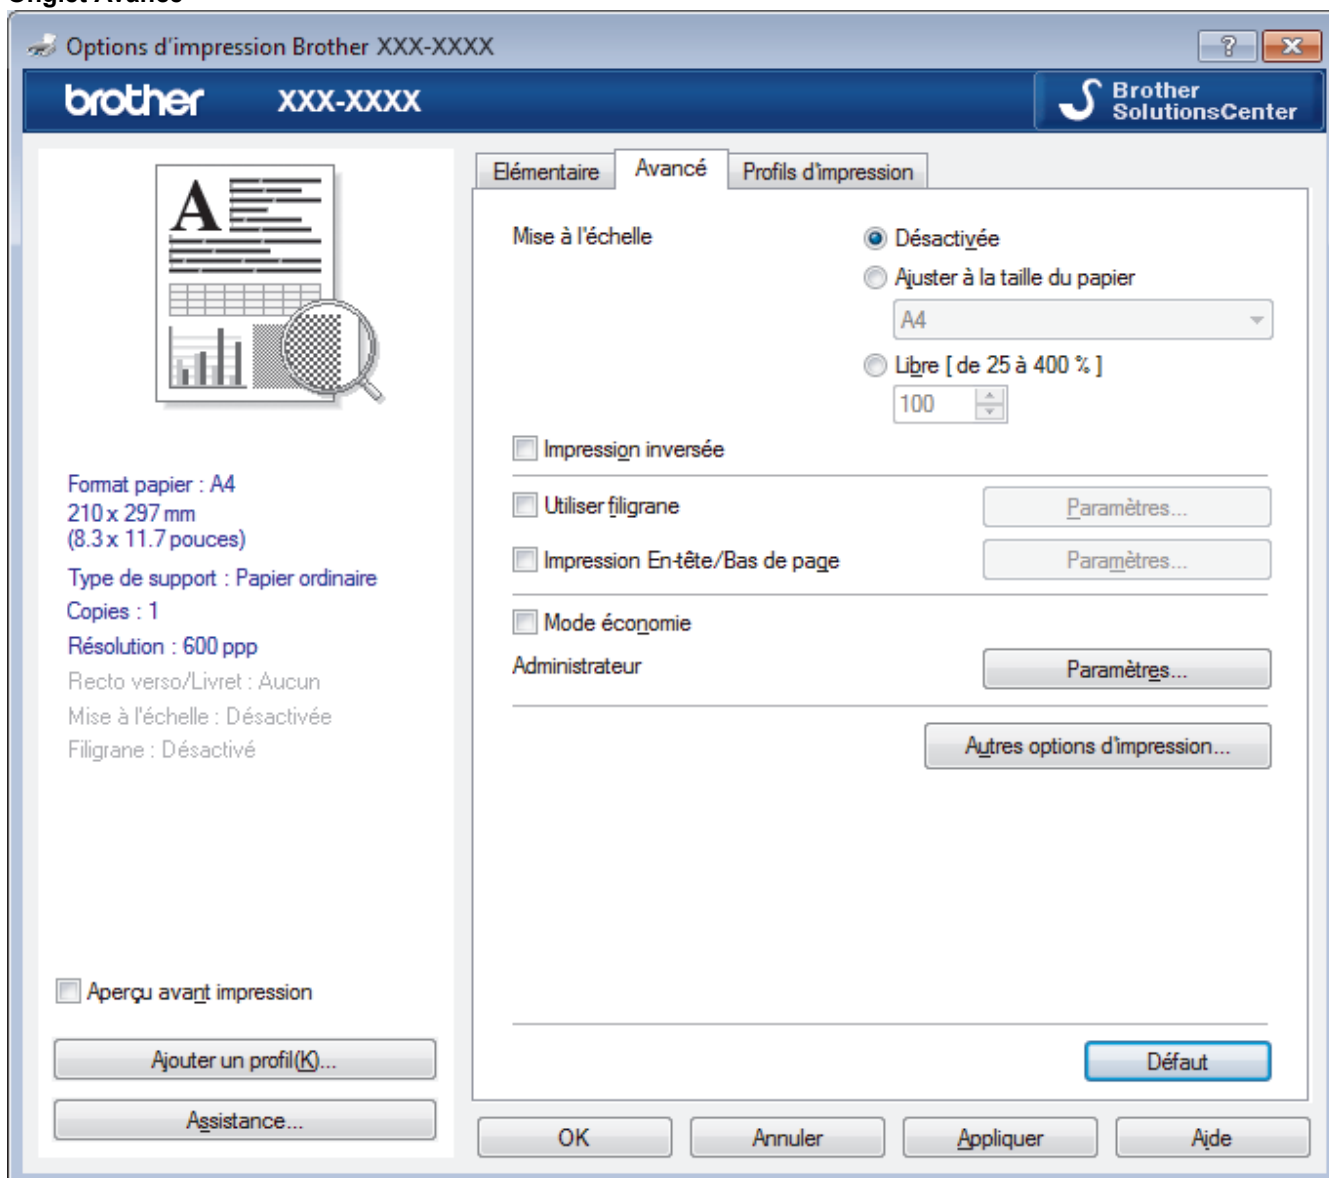 Onglet Avancé
Options d'impression Brother XXX-XXXX
brother XXX-XXXX
Brother
SolutionsCenter
A
Format papier : A4
210 x 297 mm
(8.3 x 11.7 pouces)
Type de support : Papier ordinaire
Copies : 1
Résolution : 600 ppp
Recto verso/Livret : Aucun
Mise à l'échelle : Désactivée
Filigrane : Désactivé
Aperçu avant impression
Ajouter un profil(K)...
Assistance...
Elémentaire Avancé Profils d'impression
Mise à l'échelle Désactivée
Ajuster à la taille du papier
A4
Libre [ de 25 à 400 % ]
100
Impression inversée
Utiliser filigrane Paramètres...
Impression En-tête/Bas de page Paramètres...
Mode économie
Administrateur Paramètres...
Autres options d'impression...
Défaut
OK Annuler Appliquer Aide